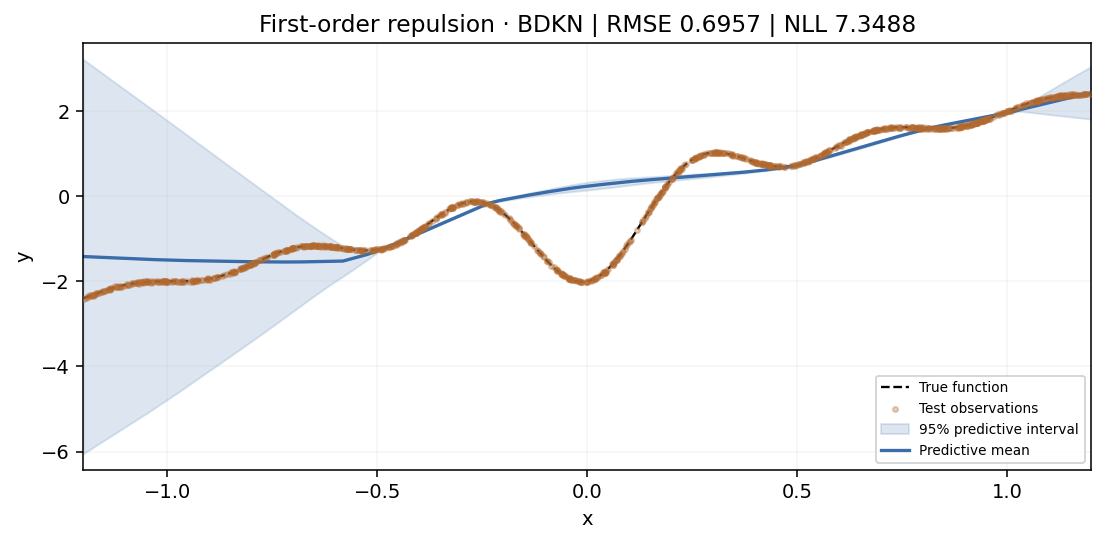 First-order repulsion · BDKN | RMSE 0.6957 | NLL 7.3488
2
0
−2
−4
−6
y
−1.0
−0.5
0.0
0.5
1.0
x
True function
Test observations
95% predictive interval
Predictive mean